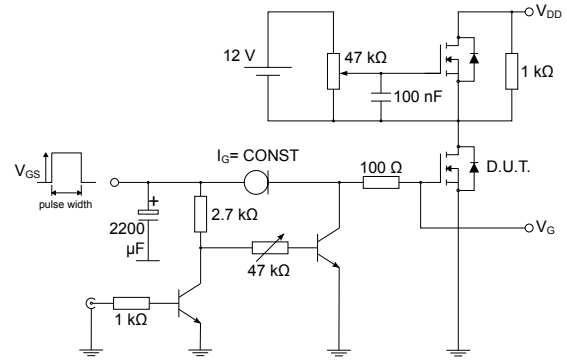 V_DD
12 V
47 kΩ
1 kΩ
100 nF
I_G= CONST
V_GS
pulse width
+
2200
μF
2.7 kΩ
100 Ω
D.U.T.
V_G
47 kΩ
1 kΩ